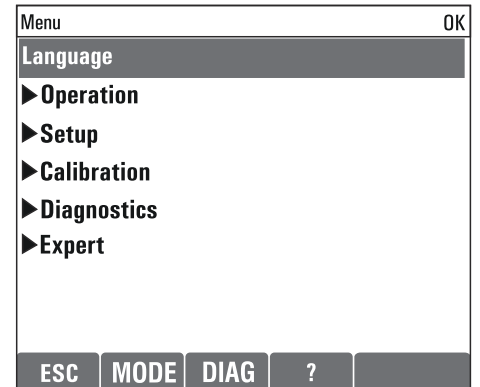 Menu OK
Language
▶Operation
▶Setup
▶Calibration
▶Diagnostics
▶Expert
ESC MODE DIAG ?